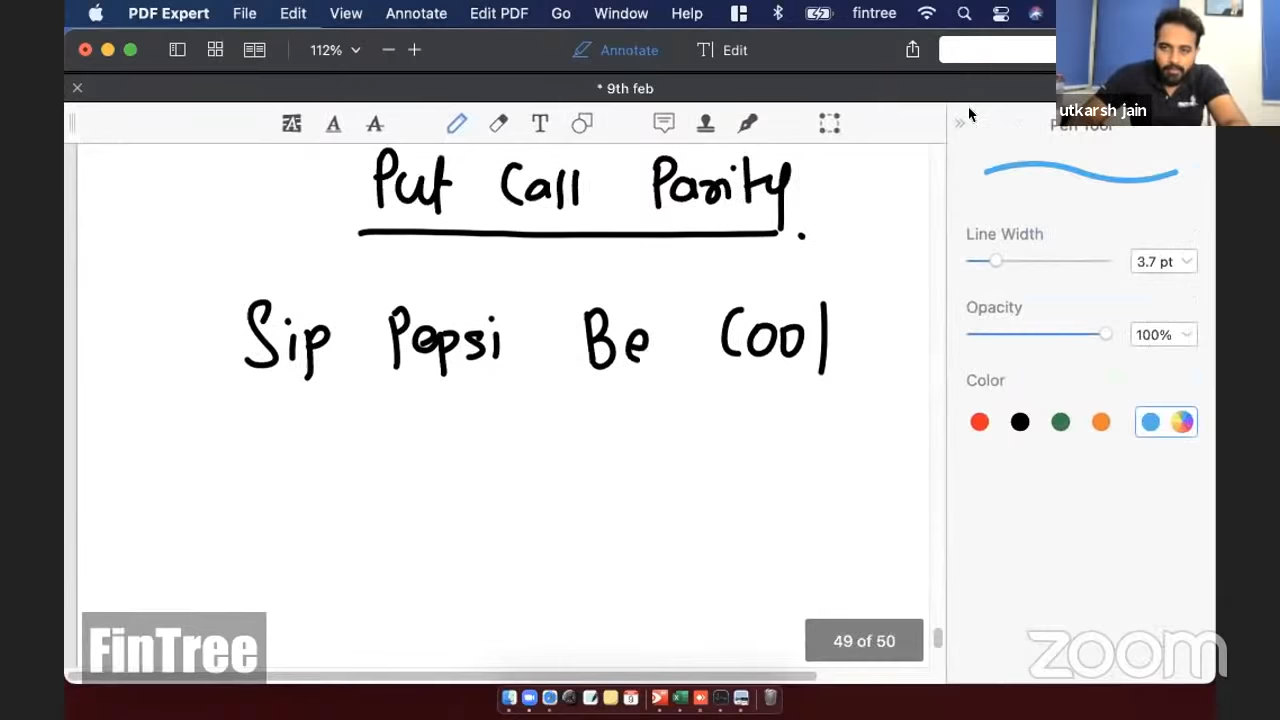 PDF Expert File Edit View Annotate Edit PDF Go Window Help fintree
112% Annotate Edit
* 9th feb
utkarsh jain
Pen Tool
Put Call Parity.
Line Width
3.7 pt
Sip Pepsi Be Cool
Opacity
100%
Color
FinTree
49 of 50
zoom